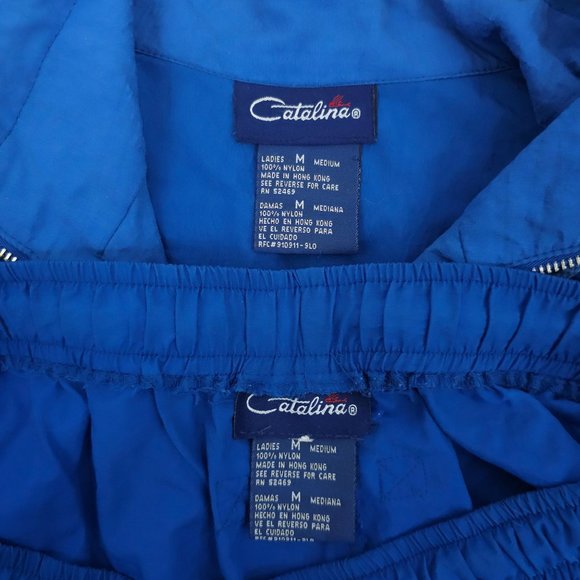 Catalina®
LADIES M MEDIUM
100% NYLON
MADE IN HONG KONG
SEE REVERSE FOR CARE
RN 52469
DAMAS M MEDIANA
100% NYLON
HECHO EN HONG KONG
VE EL REVERSO PARA
EL CUIDADO
RFC#910911-9L0
Catalina®
LADIES M MEDIUM
100% NYLON
MADE IN HONG KONG
SEE REVERSE FOR CARE
RN 52469
DAMAS M MEDIANA
100% NYLON
HECHO EN HONG KONG
VE EL REVERSO PARA
EL CUIDADO
RFC#910911-9L0